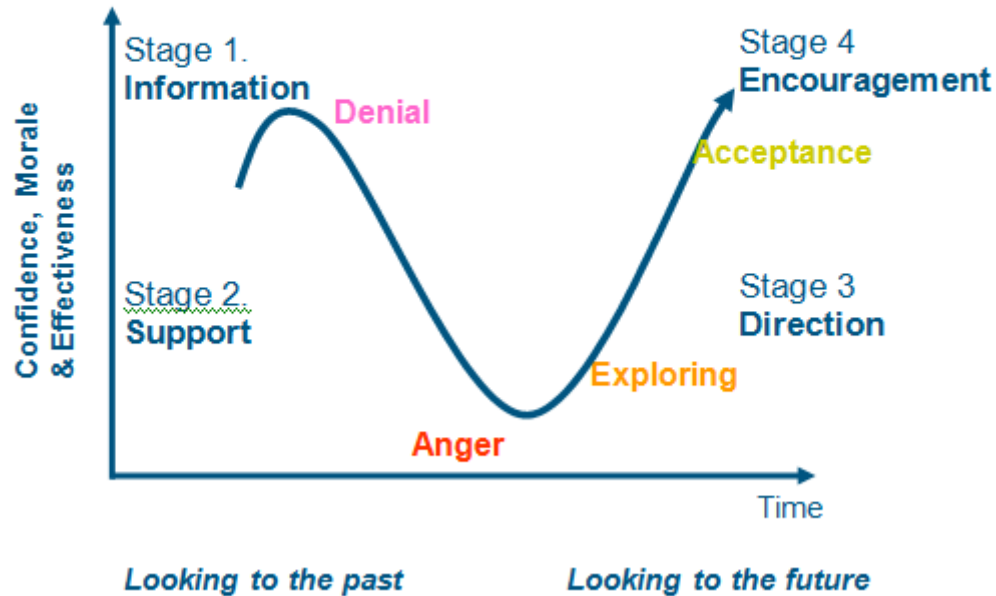 Stage 1.
Information
Denial
Stage 4
Encouragement
Acceptance
Confidence, Morale
& Effectiveness
Stage 2.
Support
Stage 3
Direction
Exploring
Anger
Time
Looking to the past
Looking to the future